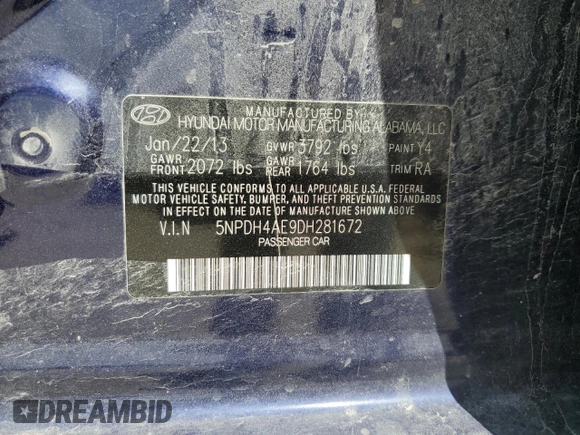 MANUFACTURED BY
HYUNDAI MOTOR MANUFACTURING ALABAMA, LLC
Jan/22/13 GVWR 3792 lbs PAINT Y4
GAWR FRONT 2072 lbs GAWR REAR 1764 lbs TRIM RA
THIS VEHICLE CONFORMS TO ALL APPLICABLE U.S.A. FEDERAL
MOTOR VEHICLE SAFETY, BUMPER, AND THEFT PREVENTION STANDARDS
IN EFFECT ON THE DATE OF MANUFACTURE SHOWN ABOVE.
V.I.N 5NPDH4AE9DH281672
PASSENGER CAR
DREAMBID